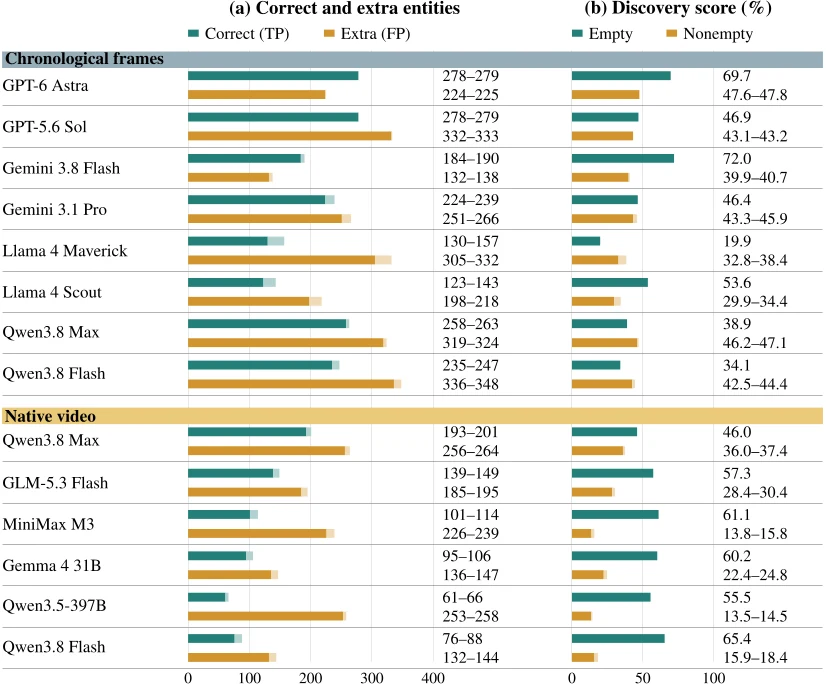 (a) Correct and extra entities (b) Discovery score (%)
Correct (TP) Extra (FP) Empty Nonempty
Chronological frames
GPT-6 Astra 278–279 69.7
224–225 47.6–47.8
GPT-5.6 Sol 278–279 46.9
332–333 43.1–43.2
Gemini 3.8 Flash 184–190 72.0
132–138 39.9–40.7
Gemini 3.1 Pro 224–239 46.4
251–266 43.3–45.9
Llama 4 Maverick 130–157 19.9
305–332 32.8–38.4
Llama 4 Scout 123–143 53.6
198–218 29.9–34.4
Qwen3.8 Max 258–263 38.9
319–324 46.2–47.1
Qwen3.8 Flash 235–247 34.1
336–348 42.5–44.4
Native video
Qwen3.8 Max 193–201 46.0
256–264 36.0–37.4
GLM-5.3 Flash 139–149 57.3
185–195 28.4–30.4
MiniMax M3 101–114 61.1
226–239 13.8–15.8
Gemma 4 31B 95–106 60.2
136–147 22.4–24.8
Qwen3.5-397B 61–66 55.5
253–258 13.5–14.5
Qwen3.8 Flash 76–88 65.4
132–144 15.9–18.4
0 100 200 300 400 0 50 100